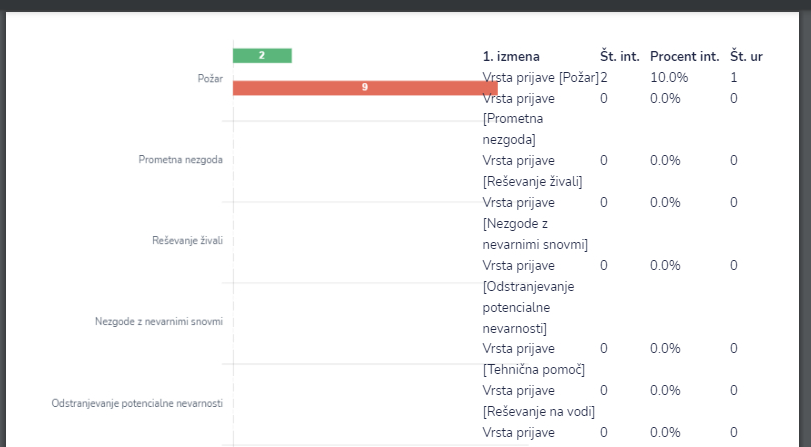 2
Požar
9
Prometna nezgoda
Reševanje živali
Nezgode z nevarnimi snovmi
Odstranjevanje potencialne nevarnosti
1. izmena Št. int. Procent int. Št. ur
Vrsta prijave [Požar] 2 10.0% 1
Vrsta prijave 0 0.0% 0
[Prometna
nezgoda]
Vrsta prijave 0 0.0% 0
[Reševanje živali]
Vrsta prijave 0 0.0% 0
[Nezgode z
nevarnimi snovmi]
Vrsta prijave 0 0.0% 0
[Odstranjevanje
potencialne
nevarnosti]
Vrsta prijave 0 0.0% 0
[Tehnična pomoč]
Vrsta prijave 0 0.0% 0
[Reševanje na vodi]
Vrsta prijave 0 0.0% 0